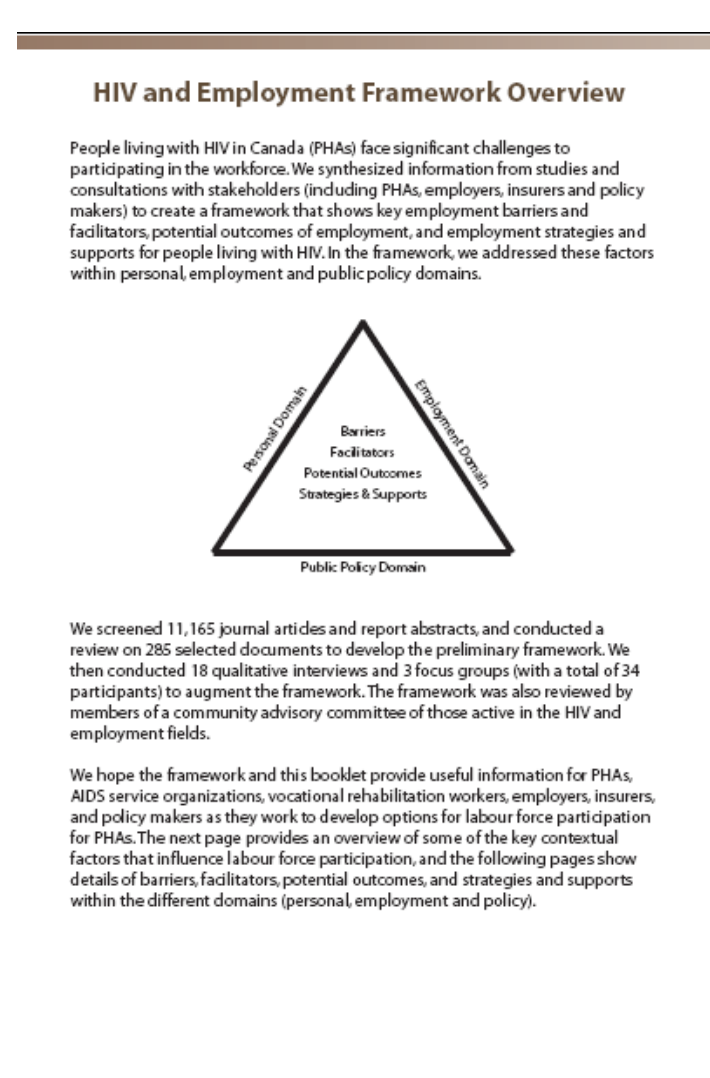 HIV and Employment Framework Overview
People living with HIV in Canada (PHAs) face significant challenges to
participating in the workforce. We synthesized information from studies and
consultations with stakeholders (including PHAs, employers, insurers and policy
makers) to create a framework that shows key employment barriers and
facilitators, potential outcomes of employment, and employment strategies and
supports for people living with HIV. In the framework, we addressed these factors
within personal, employment and public policy domains.
Personal Domain
Employment Domain
Barriers
Facilitators
Potential Outcomes
Strategies & Supports
Public Policy Domain
We screened 11,165 journal articles and report abstracts, and conducted a
review on 285 selected documents to develop the preliminary framework. We
then conducted 18 qualitative interviews and 3 focus groups (with a total of 34
participants) to augment the framework. The framework was also reviewed by
members of a community advisory committee of those active in the HIV and
employment fields.
We hope the framework and this booklet provide useful information for PHAs,
AIDS service organizations, vocational rehabilitation workers, employers, insurers,
and policy makers as they work to develop options for labour force participation
for PHAs. The next page provides an overview of some of the key contextual
factors that influence labour force participation, and the following pages show
details of barriers, facilitators, potential outcomes, and strategies and supports
within the different domains (personal, employment and policy).